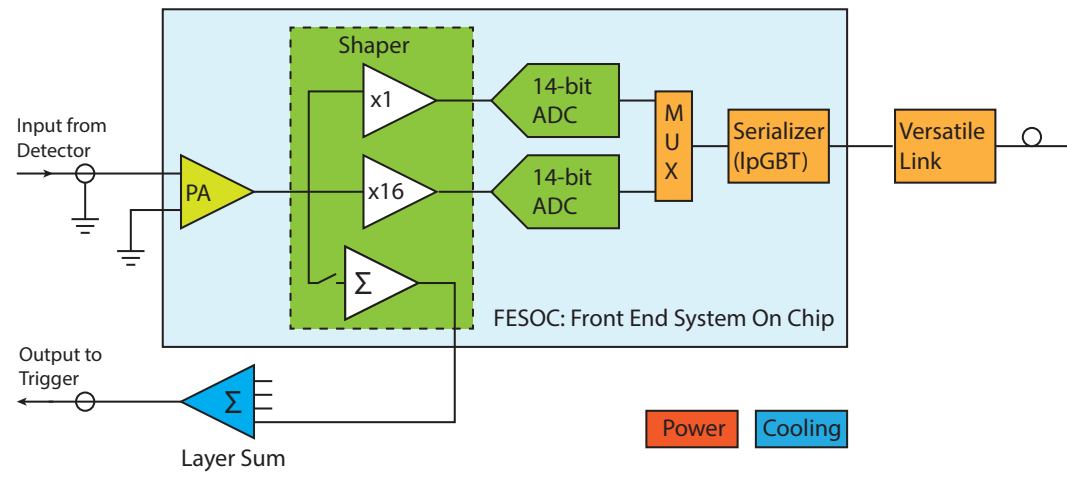 Shaper
x1
14-bit
ADC
M
U
X
Input from
Detector
Serializer
(lpGBT)
Versatile
Link
PA
x16
14-bit
ADC
Σ
FESOC: Front End System On Chip
Output to
Trigger
Σ
Layer Sum
Power
Cooling